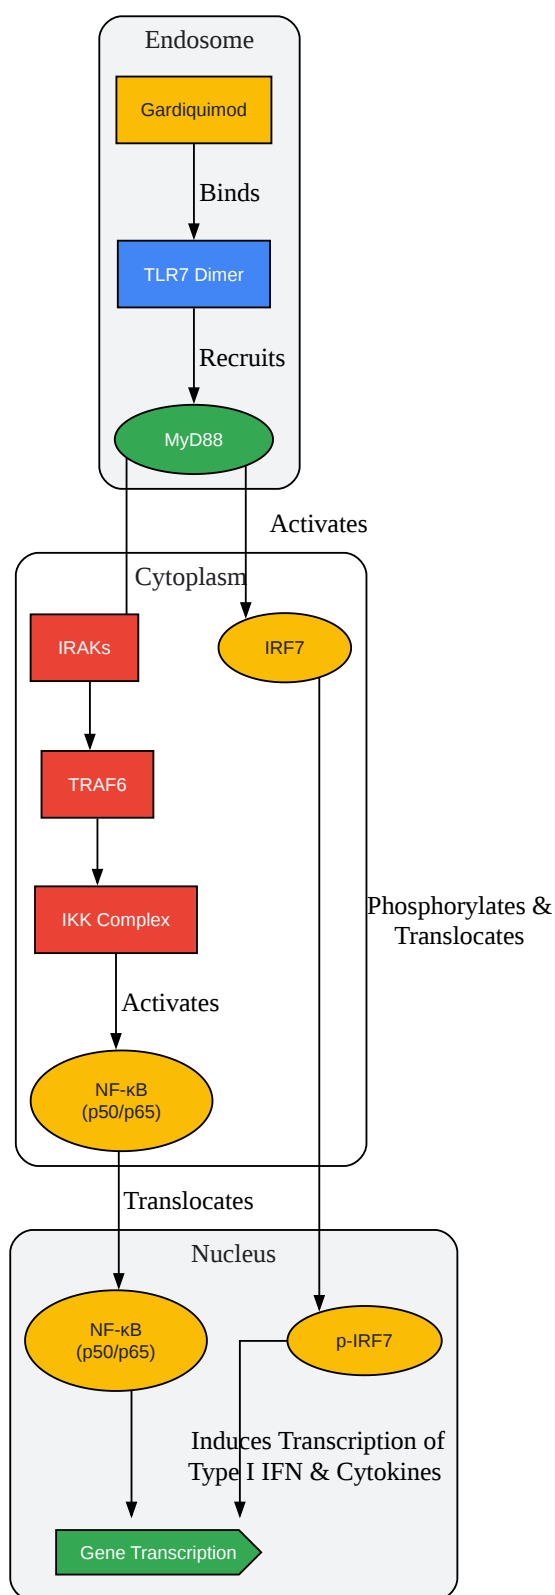 Endosome
Gardiquimod
Binds
TLR7 Dimer
Recruits
MyD88
Activates
Cytoplasm
IRAKs
IRF7
TRAF6
Phosphorylates &
Translocates
IKK Complex
Activates
NF-κB
(p50/p65)
Translocates
Nucleus
NF-κB
(p50/p65)
p-IRF7
Induces Transcription of
Type I IFN & Cytokines
Gene Transcription